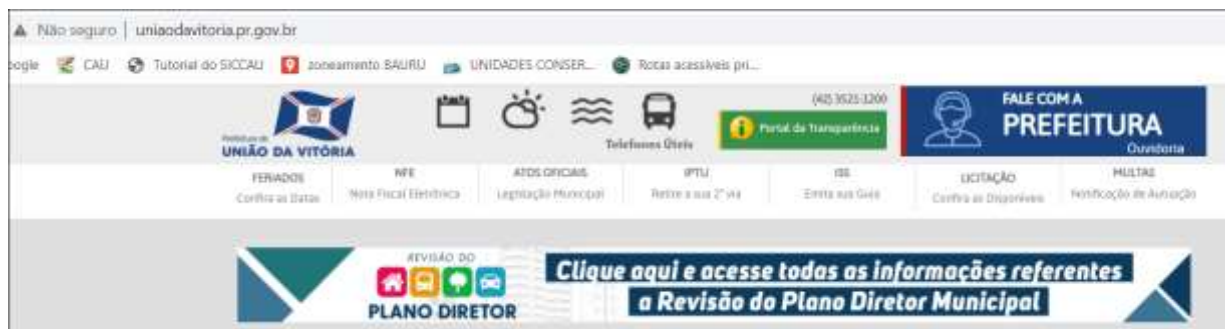 Não seguro | uniaodavitoria.pr.gov.br
oogle CAU Tutorial do SICCAU zoneamento BAURU UNIDADES CONSER... Rotas acessíveis pri...
(42) 3521-1200
FALE COM A
PREFEITURA
Ouvidoria
Portal da Transparência
Telefones Úteis
Prefeitura de
UNIÃO DA VITÓRIA
FERIADOS
Confira as Datas
NFE
Nota Fiscal Eletrônica
ATOS OFICIAIS
Legislação Municipal
IPTU
Retire a sua 2ª via
ISS
Emita sua Guia
LICITAÇÃO
Confira as Disponíveis
MULTAS
Notificação de Autuação
REVISÃO DO
PLANO DIRETOR
Clique aqui e acesse todas as informações referentes
a Revisão do Plano Diretor Municipal